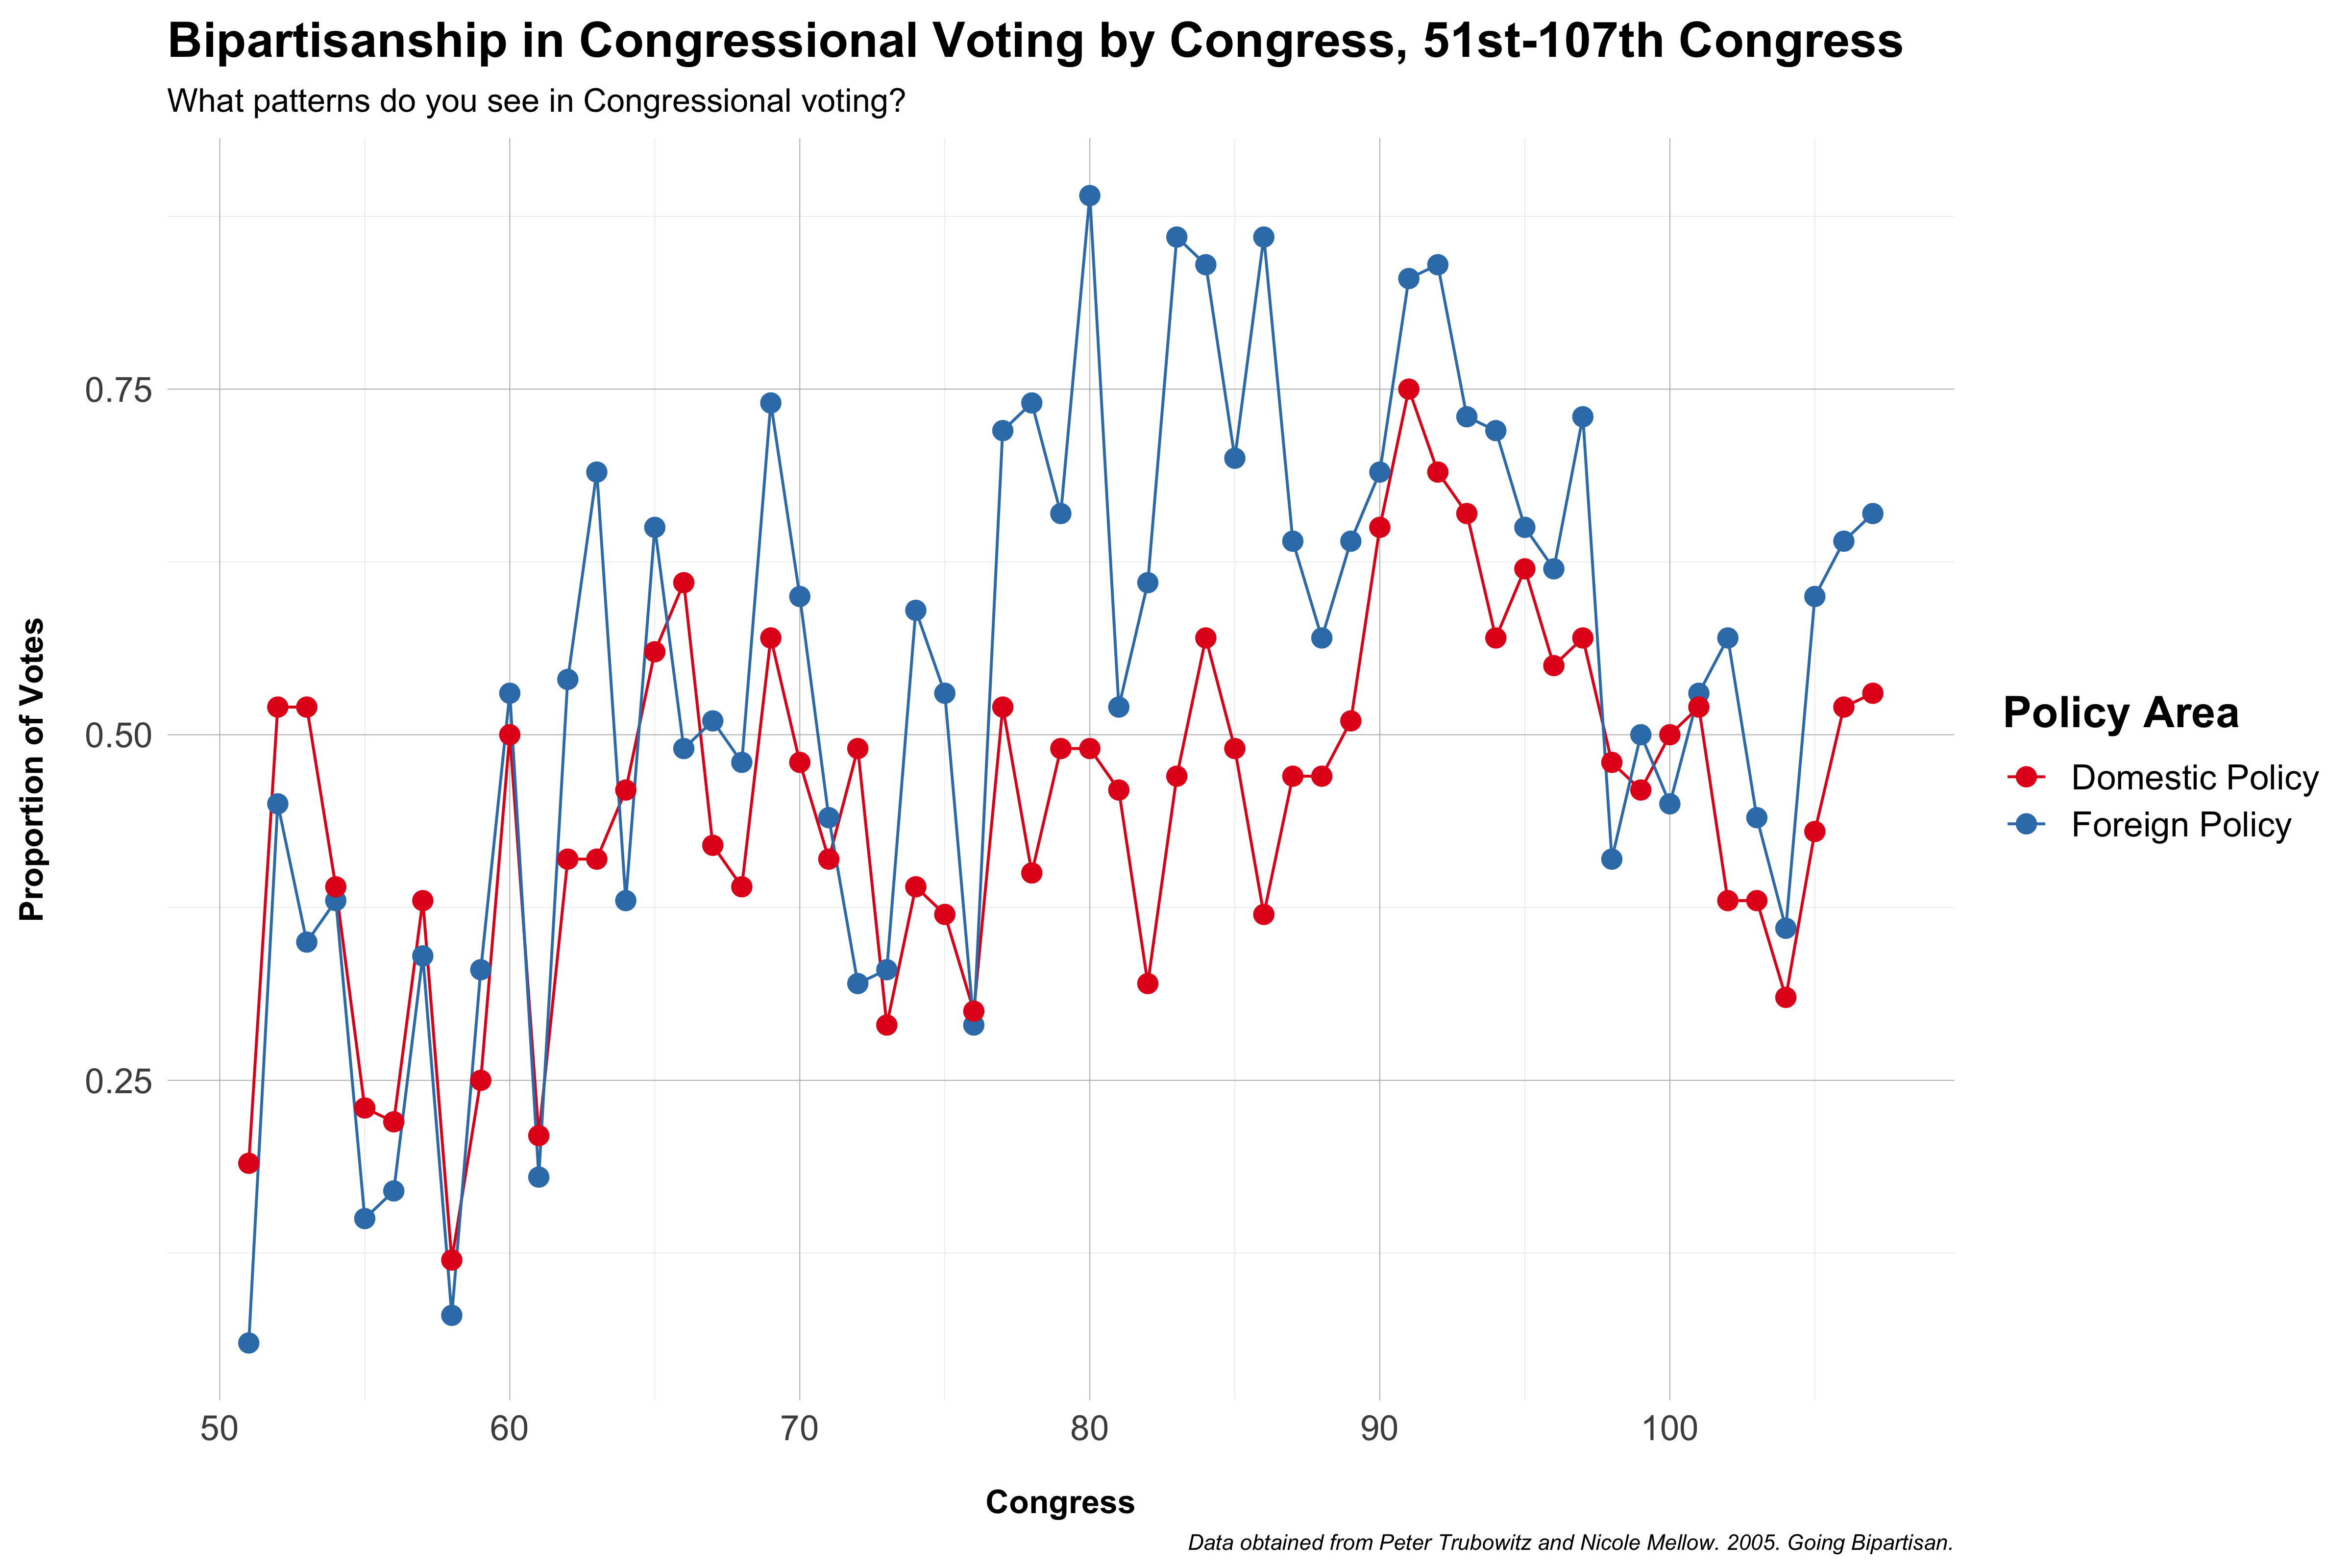 Bipartisanship in Congressional Voting by Congress, 51st-107th Congress
What patterns do you see in Congressional voting?
Proportion of Votes
0.75
0.50
0.25
50 60 70 80 90 100
Congress
Policy Area
Domestic Policy
Foreign Policy
Data obtained from Peter Trubowitz and Nicole Mellow. 2005. Going Bipartisan.